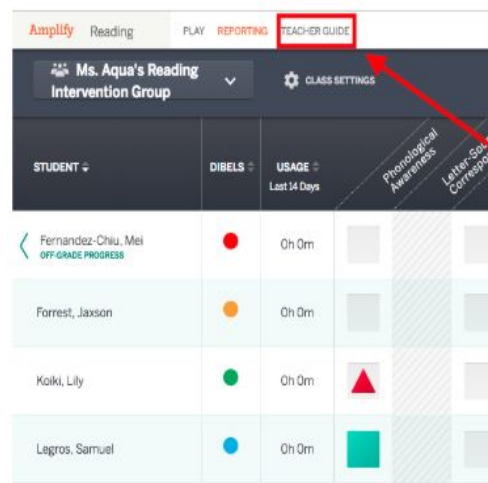 Amplify Reading PLAY REPORTING TEACHER GUIDE
Ms. Aqua's Reading
Intervention Group
CLASS SETTINGS
STUDENT DIBELS USAGE
Last 14 Days
Phonological
Awareness
Fernandez-Chiu, Mei 0h 0m
OFF-GRADE PROGRESS
Forrest, Jaxson 0h 0m
Koiki, Lily 0h 0m
Legros, Samuel 0h 0m